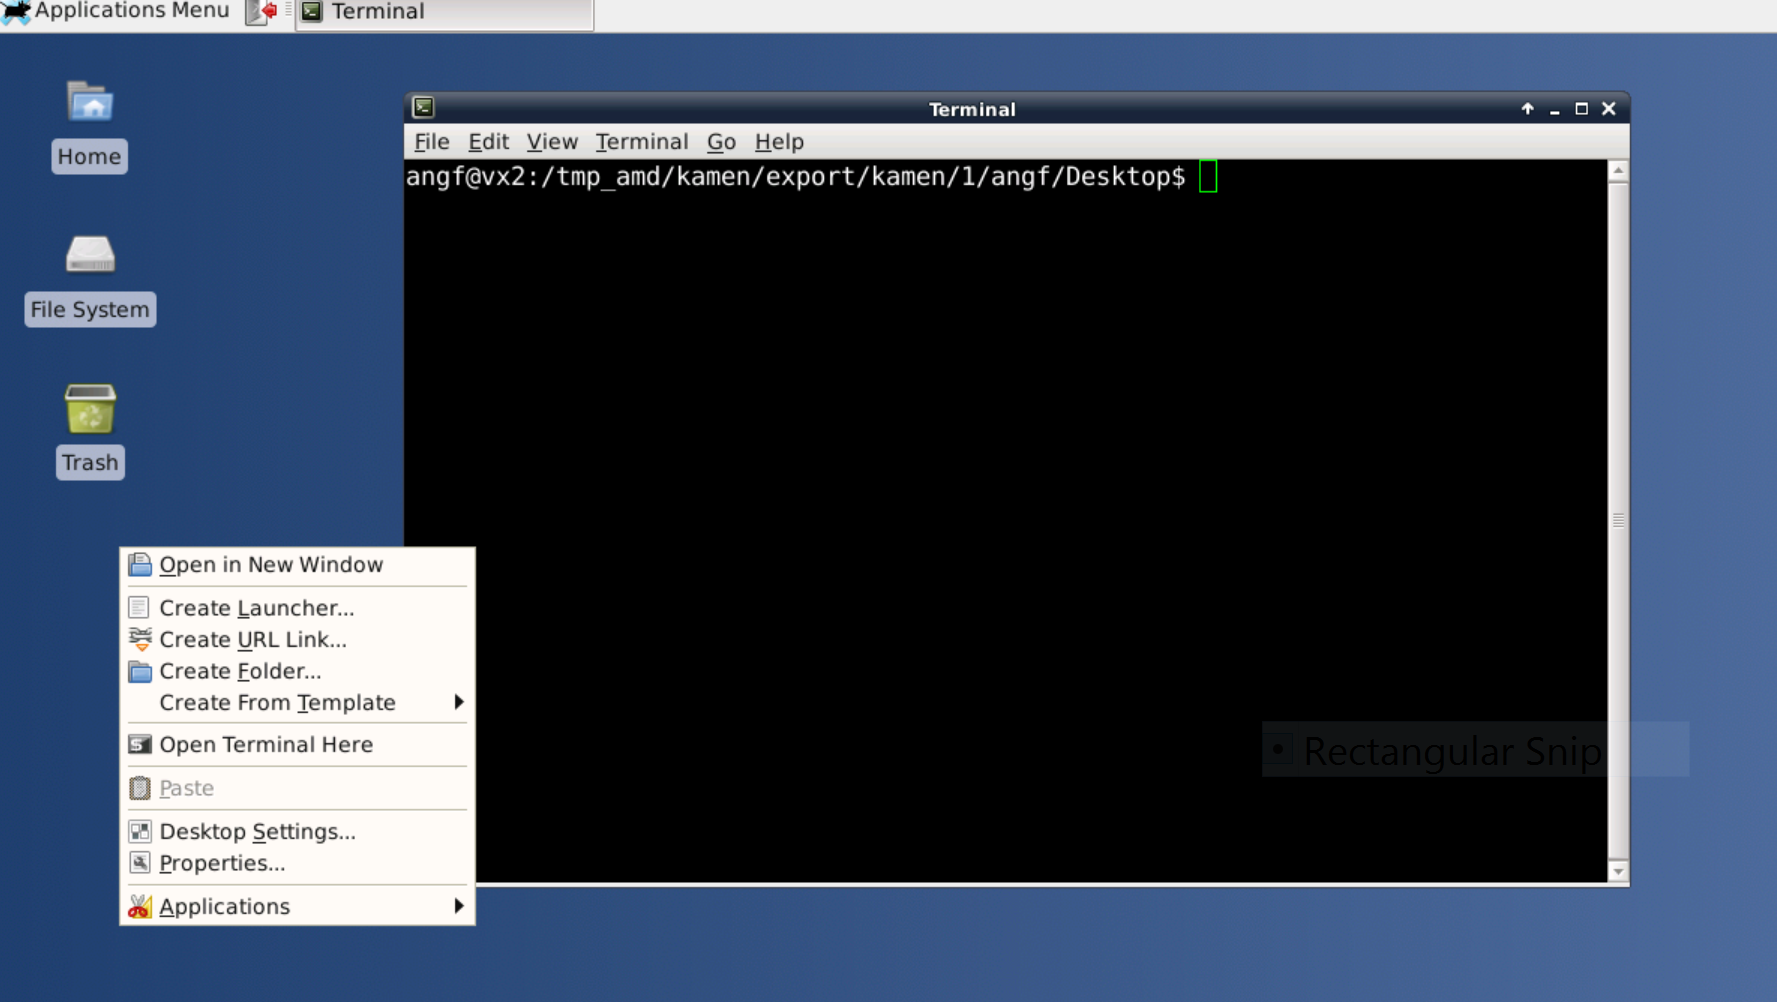 Applications Menu
Terminal
Home
File System
Trash
Terminal
File Edit View Terminal Go Help
angf@vx2:/tmp_amd/kamen/export/kamen/1/angf/Desktop$
Open in New Window
Create Launcher...
Create URL Link...
Create Folder...
Create From Template
Open Terminal Here
Paste
Desktop Settings...
Properties...
Applications
• Rectangular Snip